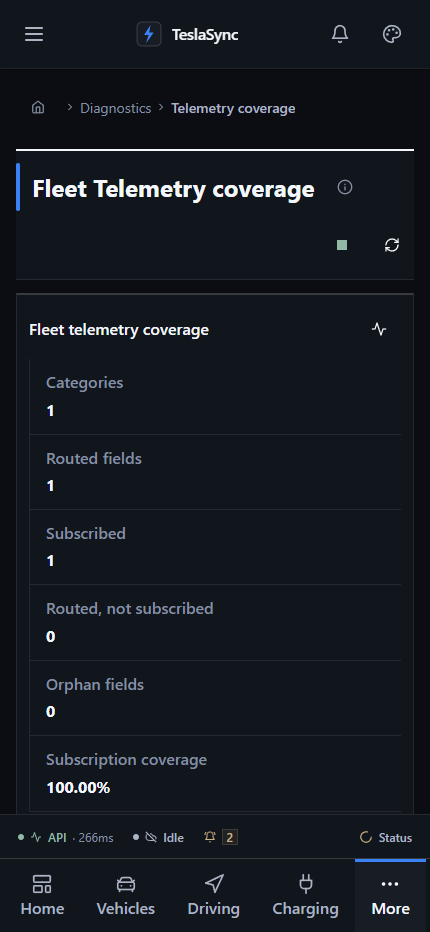 TeslaSync
Diagnostics
Telemetry coverage
Fleet Telemetry coverage
Fleet telemetry coverage
Categories
1
Routed fields
1
Subscribed
1
Routed, not subscribed
0
Orphan fields
0
Subscription coverage
100.00%
API · 266ms
Idle
2
Status
Home
Vehicles
Driving
Charging
More